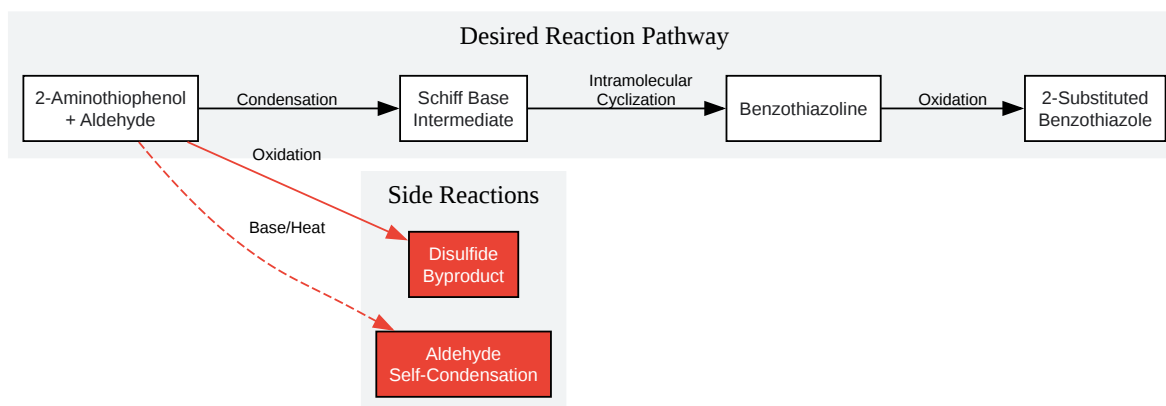 Desired Reaction Pathway
2-Aminothiophenol
+ Aldehyde
Condensation
Schiff Base
Intermediate
Intramolecular
Cyclization
Benzothiazoline
Oxidation
2-Substituted
Benzothiazole
Oxidation
Side Reactions
Base/Heat
Disulfide
Byproduct
Aldehyde
Self-Condensation